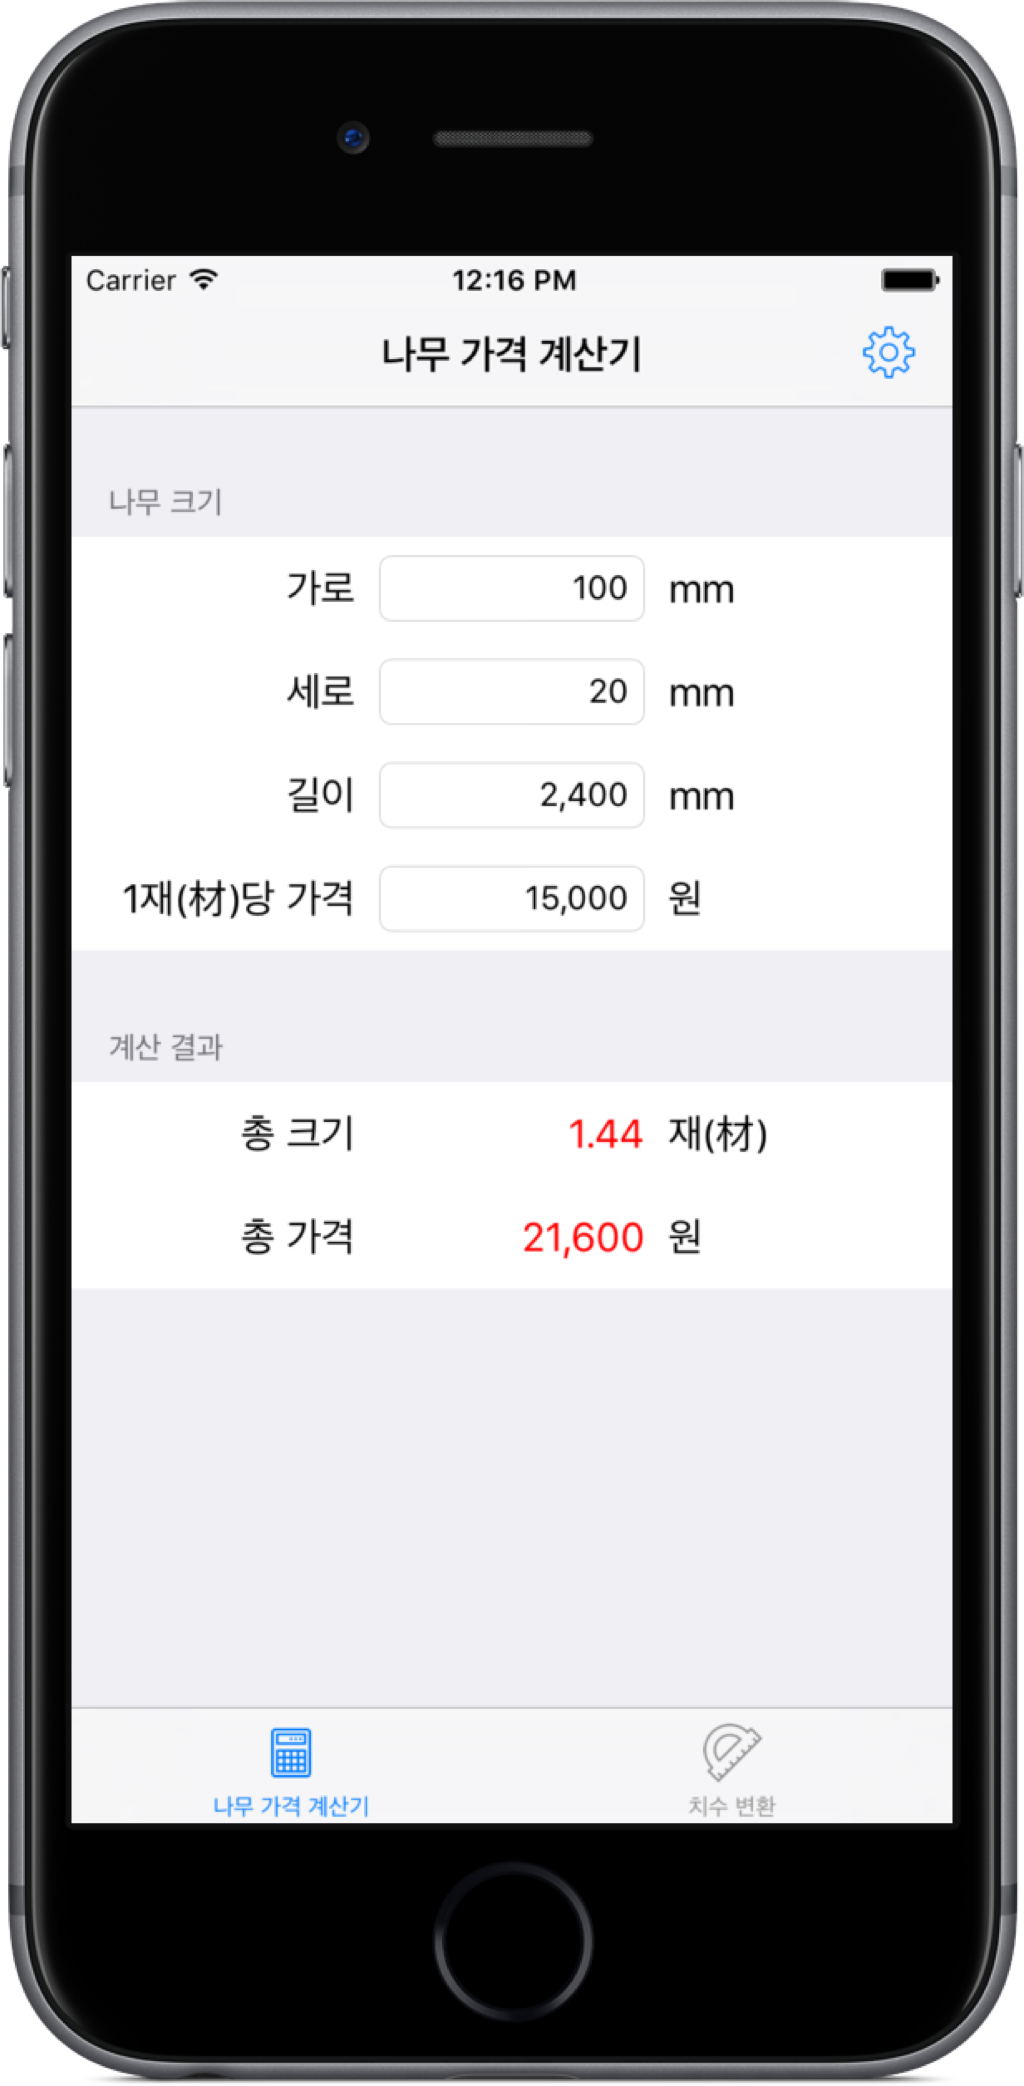 Carrier 12:16 PM
나무 가격 계산기
나무 크기
가로 100 mm
세로 20 mm
길이 2,400 mm
1재(材)당 가격 15,000 원
계산 결과
총 크기 1.44 재(材)
총 가격 21,600 원
나무 가격 계산기 치수 변환